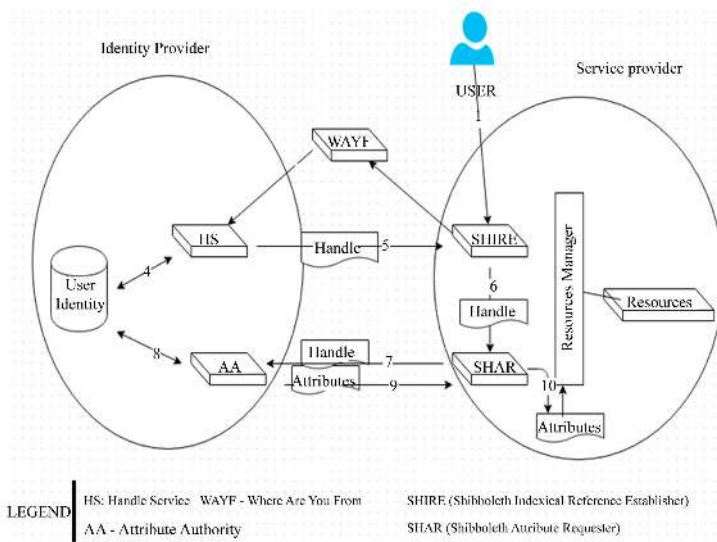 Identity Provider
Service provider
USER
1
WAYF
HS
Handle
5
SHIRE
User
Identity
4
6
Handle
Resources Manager
Resources
8
AA
Handle
7
Attributes
9
SHAR
10
Attributes
LEGEND
HS: Handle Service WAYF - Where Are You From
SHIRE (Shibboleth Indexical Reference Establisher)
AA - Attribute Authority
SHAR (Shibboleth Attribute Requester)